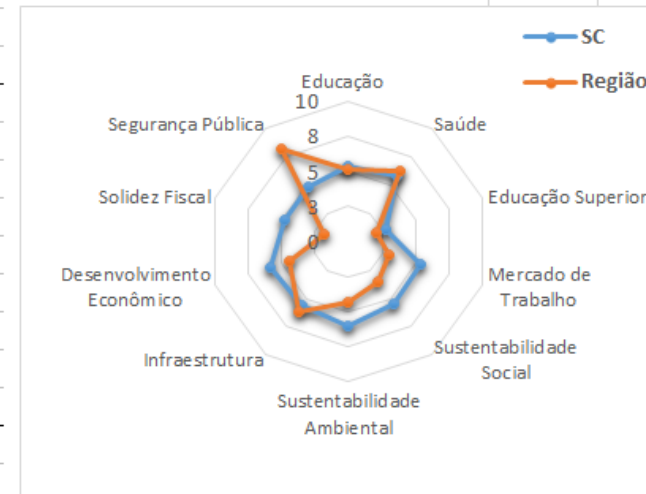 SC
Região
Educação
10
8
5
3
0
Saúde
Educação Superior
Mercado de
Trabalho
Sustentabilidade
Social
Sustentabilidade
Ambiental
Infraestrutura
Desenvolvimento
Econômico
Solidez Fiscal
Segurança Pública